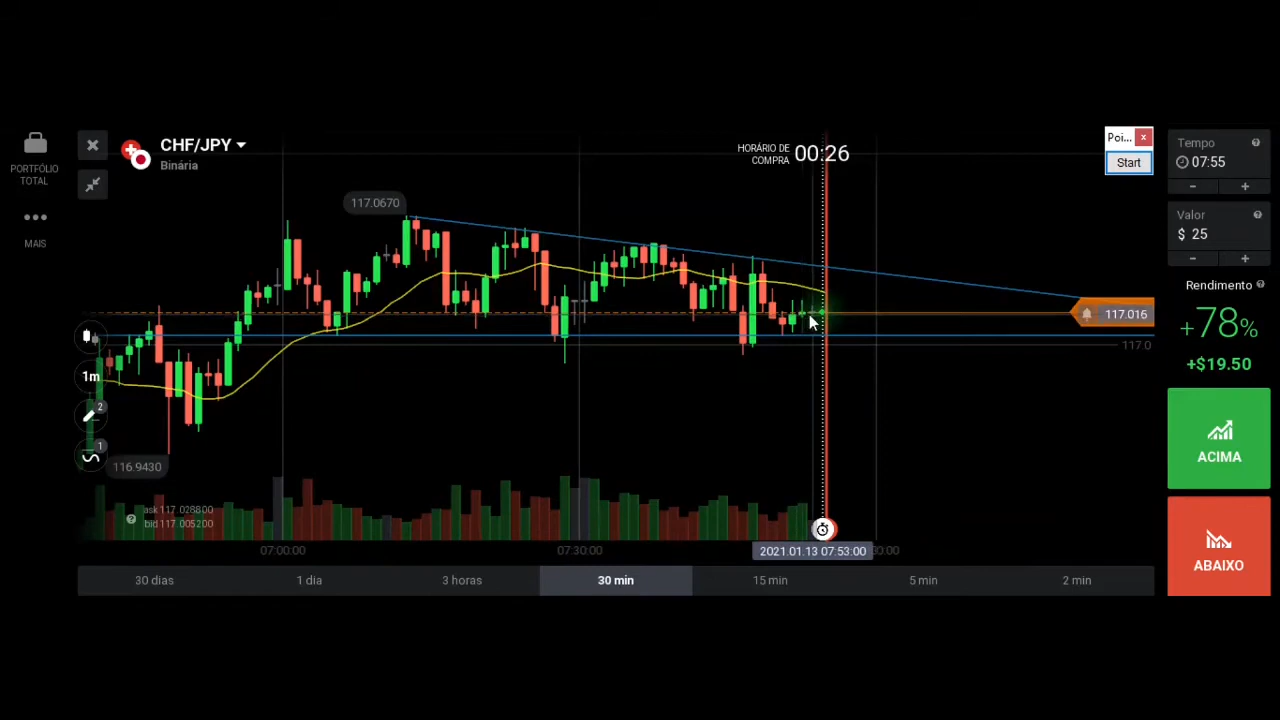 CHF/JPY
Binária
PORTFÓLIO
TOTAL
MAIS
HORÁRIO DE
COMPRA
00:26
Poi...
Start
Tempo
07:55
Valor
$ 25
Rendimento
+78%
+$19.50
ACIMA
ABAIXO
117.0670
117.016
117.0
1m
2
1
116.9430
ask 117.028800
bid 117.005200
07:00:00
07:30:00
2021.01.13 07:53:00
30 dias
1 dia
3 horas
30 min
15 min
5 min
2 min